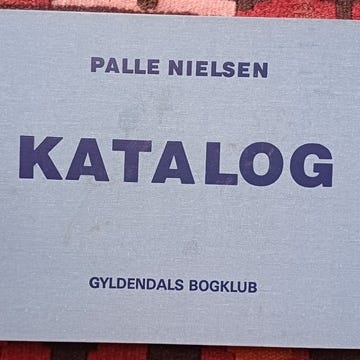 PALLE NIELSEN
KATALOG
GYLDENDALS BOGKLUB